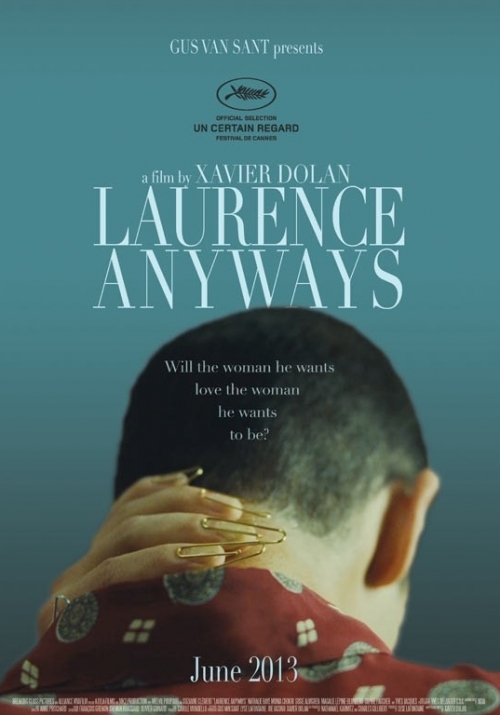 GUS VAN SANT presents
OFFICIAL SELECTION
UN CERTAIN REGARD
FESTIVAL DE CANNES
a film by XAVIER DOLAN
LAURENCE
ANYWAYS
Will the woman he wants
love the woman
he wants
to be?
June 2013